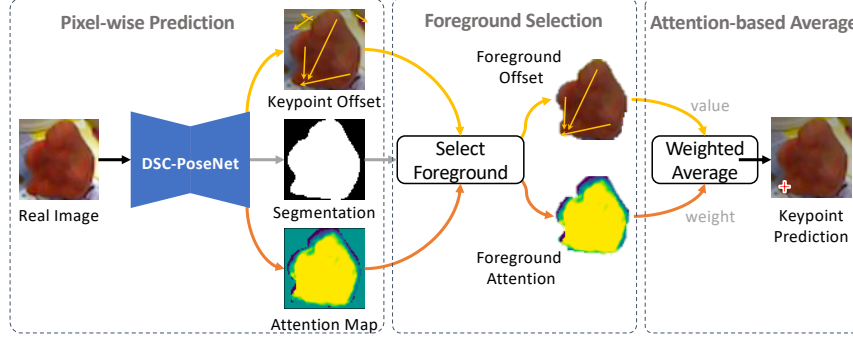 Pixel-wise Prediction
Foreground Selection
Attention-based Average
Real Image
DSC-PoseNet
Keypoint Offset
Segmentation
Attention Map
Select
Foreground
Foreground
Offset
Foreground
Attention
value
weight
Weighted
Average
Keypoint
Prediction